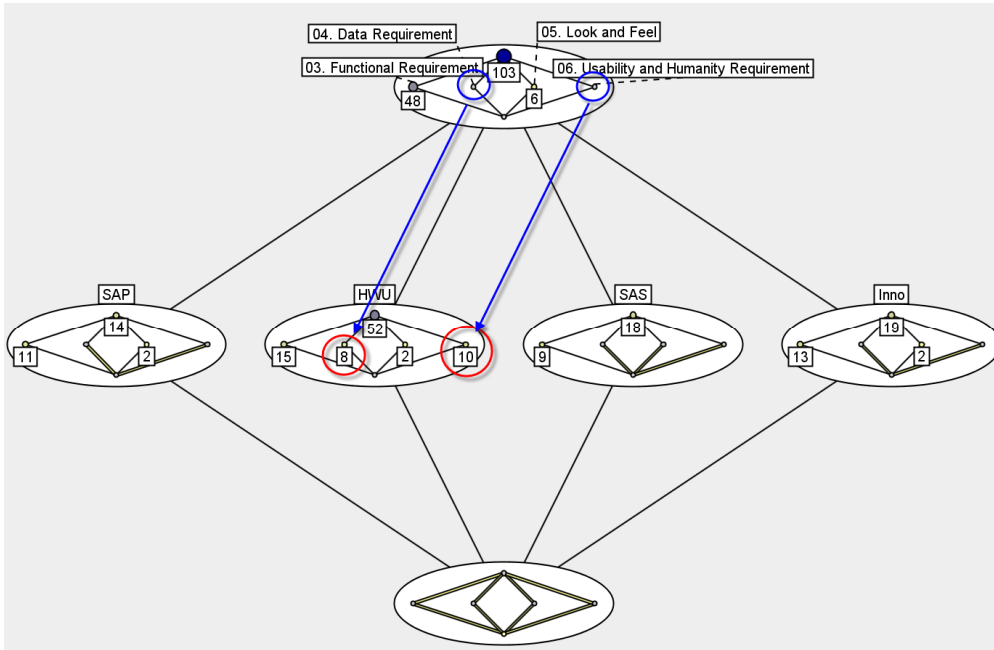 05. Look and Feel
04. Data Requirement
03. Functional Requirement
103
06. Usability and Humanity Requirement
48
6
SAP
HWU
SAS
Inno
14
52
18
19
11
2
15
8
2
10
9
13
2